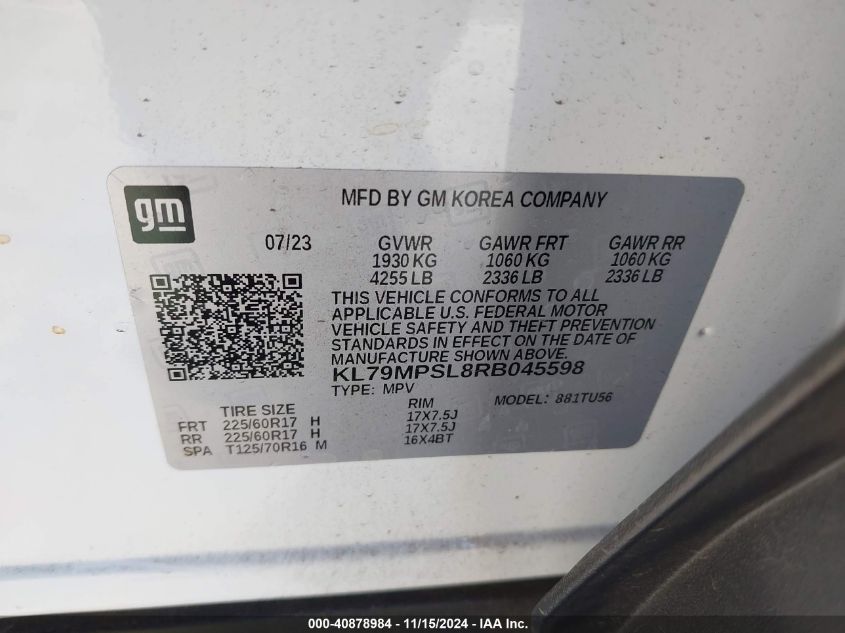 gm
MFD BY GM KOREA COMPANY
07/23 GVWR GAWR FRT GAWR RR
1930 KG 1060 KG 1060 KG
4255 LB 2336 LB 2336 LB
THIS VEHICLE CONFORMS TO ALL
APPLICABLE U.S. FEDERAL MOTOR
VEHICLE SAFETY AND THEFT PREVENTION
STANDARDS IN EFFECT ON THE DATE OF
MANUFACTURE SHOWN ABOVE.
KL79MPSL8RB045598
TYPE: MPV 881TU56
TIRE SIZE RIM
FRT 225/60R17 H 17X7.5J
RR 225/60R17 H 17X7.5J
SPA T125/70R16 M 16X4BT
000-40878984 - 11/15/2024 - IAA Inc.